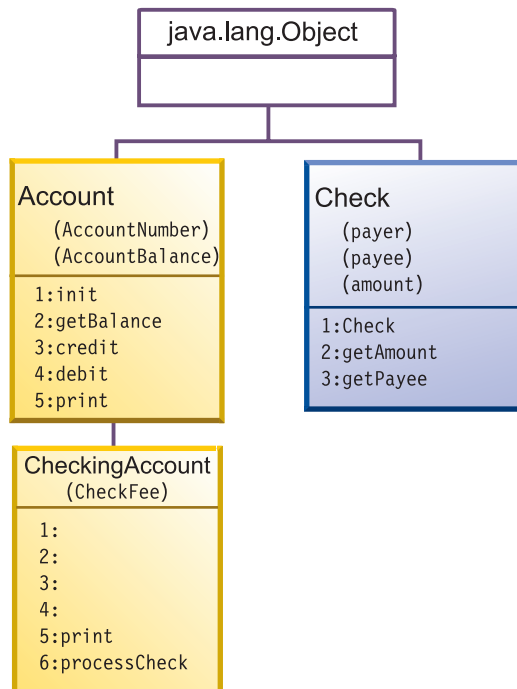 java.lang.Object
Account
(AccountNumber)
(AccountBalance)
1:init
2:getBalance
3:credit
4:debit
5:print
Check
(payer)
(payee)
(amount)
1:Check
2:getAmount
3:getPayee
CheckingAccount
(CheckFee)
1:
2:
3:
4:
5:print
6:processCheck